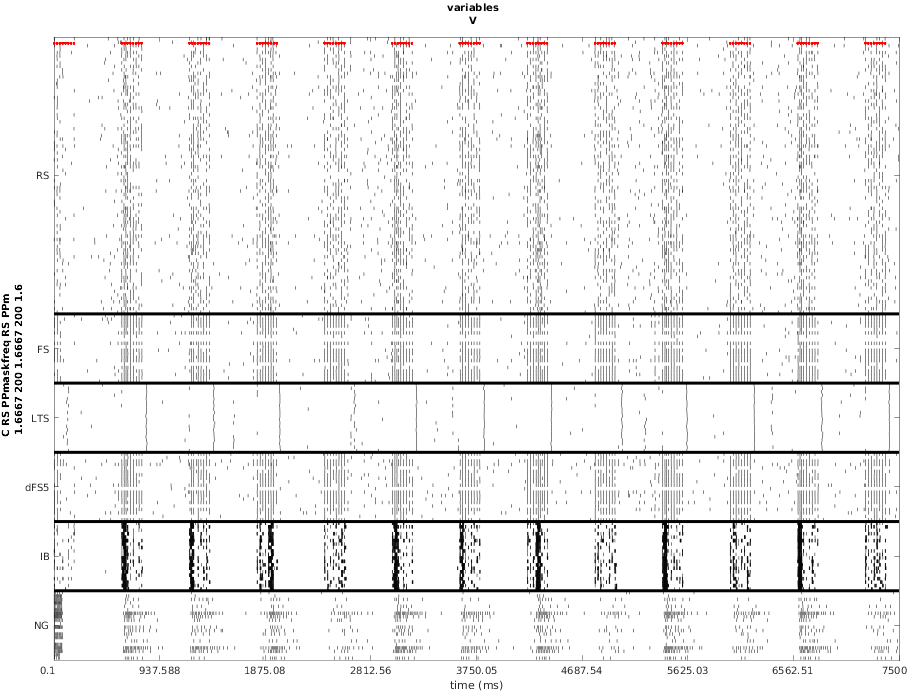 variables
V
C RS PPmaskfreq RS PPm
1.6667 200 1.6667 200 1.6
RS
FS
LTS
dFS5
IB
NG
0.1 937.588 1875.08 2812.56 3750.05 4687.54 5625.03 6562.51 7500
time (ms)